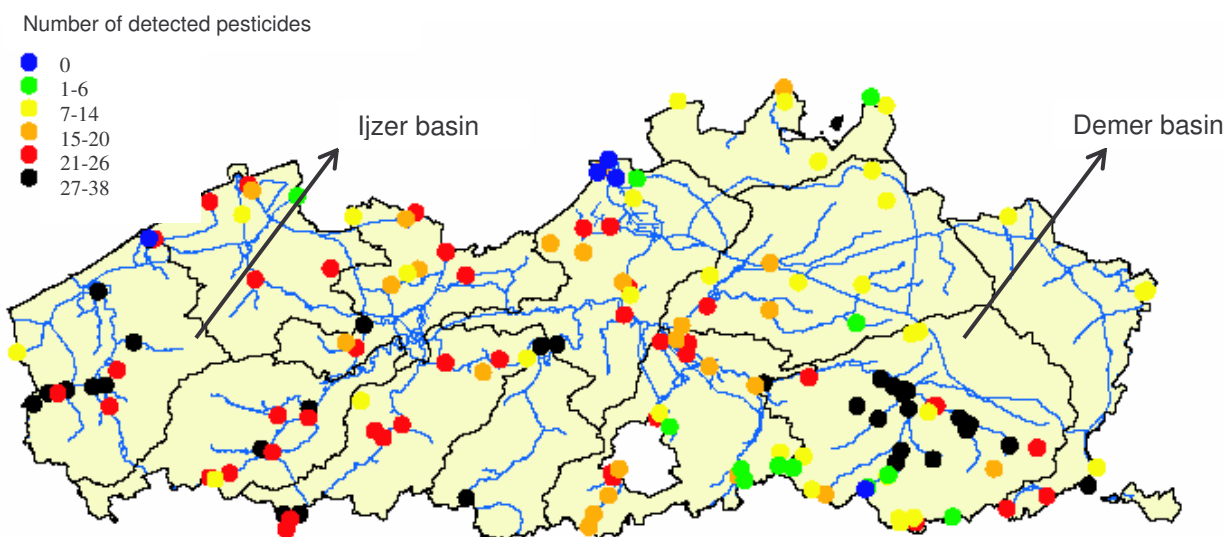 Number of detected pesticides
0
1-6
7-14
15-20
21-26
27-38
Ijzer basin
Demer basin